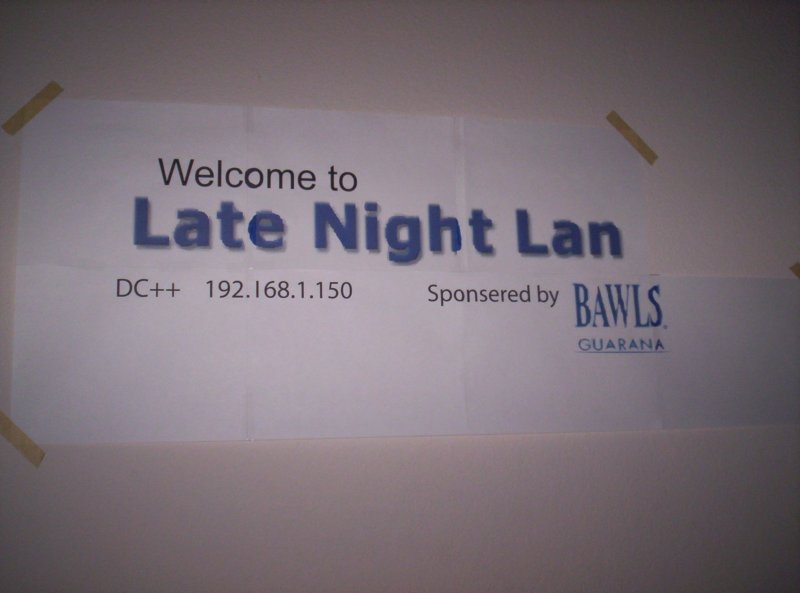 Welcome to
Late Night Lan
DC++ 192.168.1.150 Sponsered by BAWLS
GUARANA